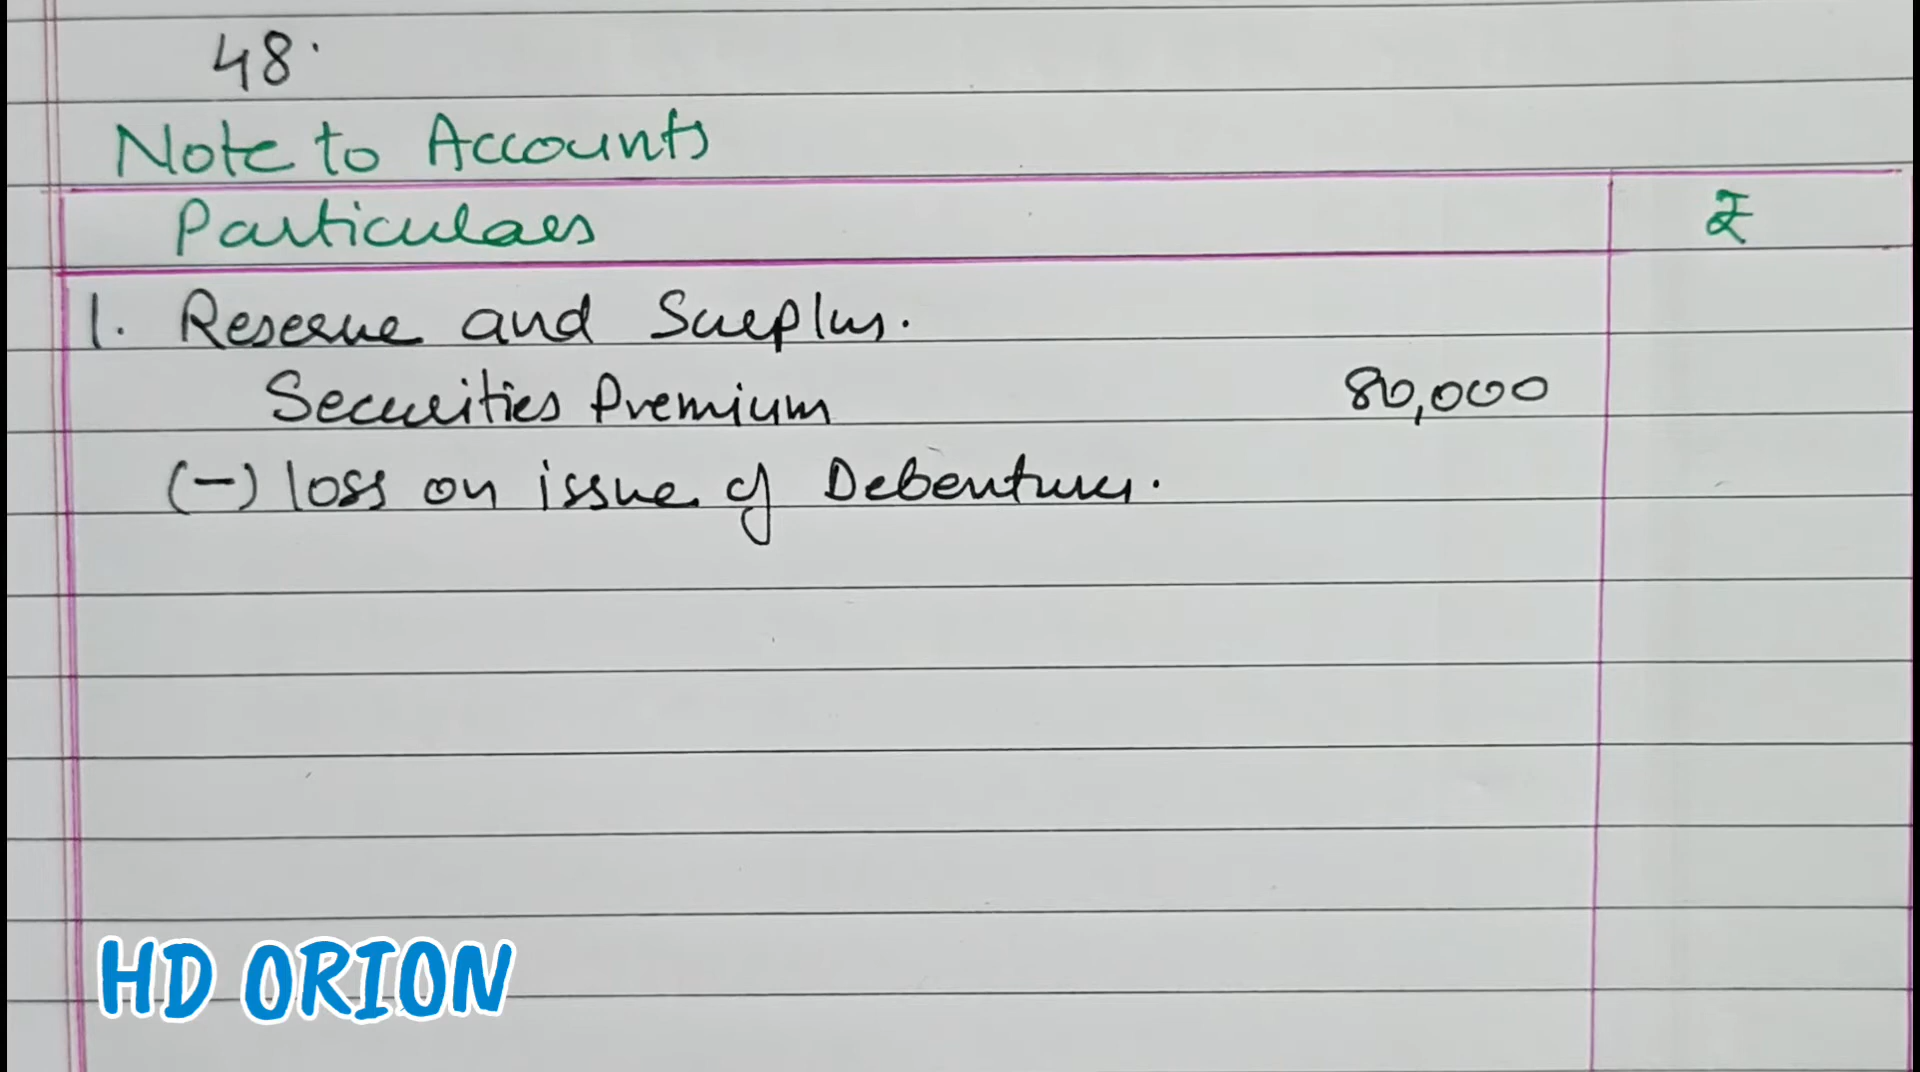 48.
Note to Accounts
Particulars ₹
1. Reserve and Surplus.
Securities Premium 80,000
(-) loss on issue of Debentures.
HD ORION